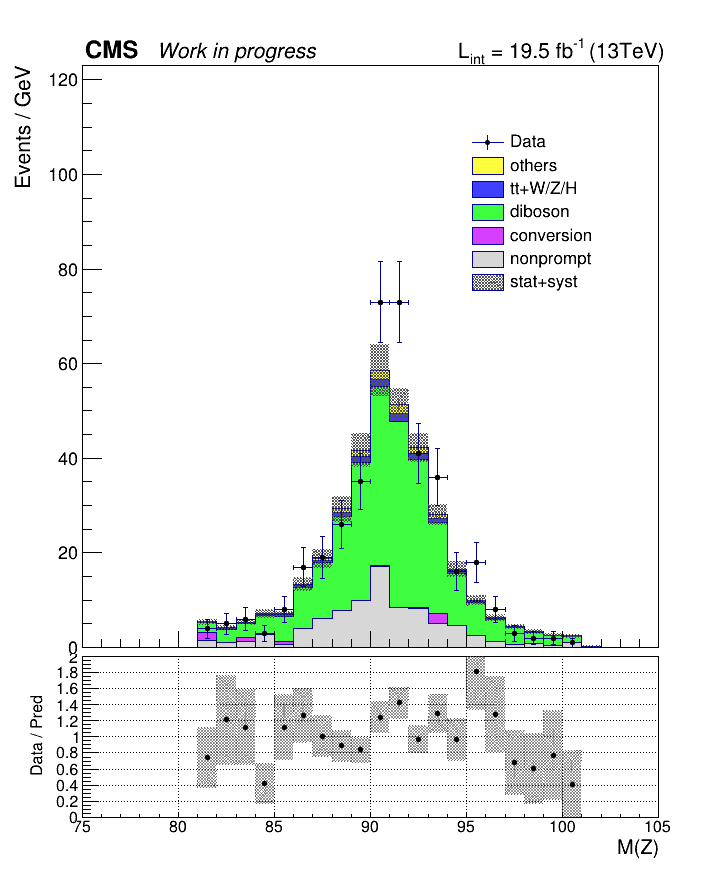 CMS Work in progress L_int = 19.5 fb^-1 (13TeV)
Events / GeV
120
100
80
60
40
20
0
Data
others
tt+W/Z/H
diboson
conversion
nonprompt
stat+syst
Data / Pred
2
1.8
1.6
1.4
1.2
1
0.8
0.6
0.4
0.2
0
75 80 85 90 95 100 105
M(Z)